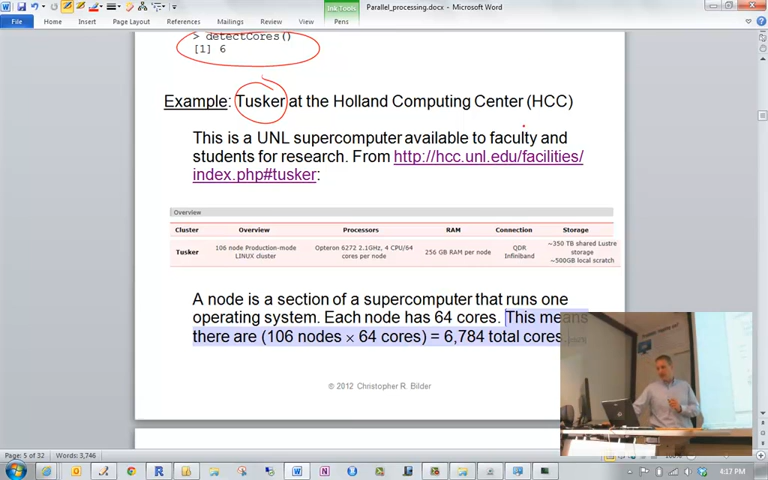 Ink Tools
Parallel_processing.docx - Microsoft Word
File
Home
Insert
Page Layout
References
Mailings
Review
View
Pens
> detectCores()
[1] 6
Example: Tusker at the Holland Computing Center (HCC)
This is a UNL supercomputer available to faculty and
students for research. From http://hcc.unl.edu/facilities/
index.php#tusker:
Overview
Cluster Overview Processors RAM Connection Storage
Tusker 106 node Production-mode LINUX cluster Opteron 6272 2.1GHz, 4 CPU/64 cores per node 256 GB RAM per node QDR Infiniband ~350 TB shared Lustre storage ~500GB local scratch
A node is a section of a supercomputer that runs one
operating system. Each node has 64 cores. This means
there are (106 nodes × 64 cores) = 6,784 total cores
© 2012 Christopher R. Bilder
Page: 5 of 32
Words: 3,746
4:17 PM